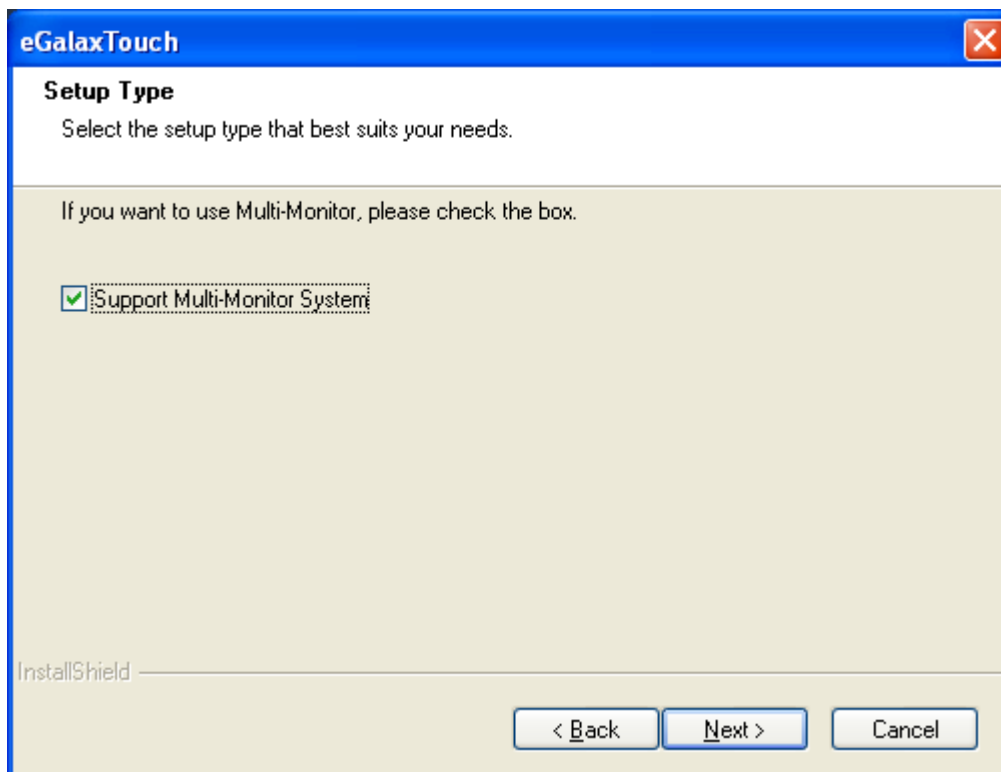 eGalaxTouch
Setup Type
Select the setup type that best suits your needs.
If you want to use Multi-Monitor, please check the box.
Support Multi-Monitor System
InstallShield
< Back Next > Cancel